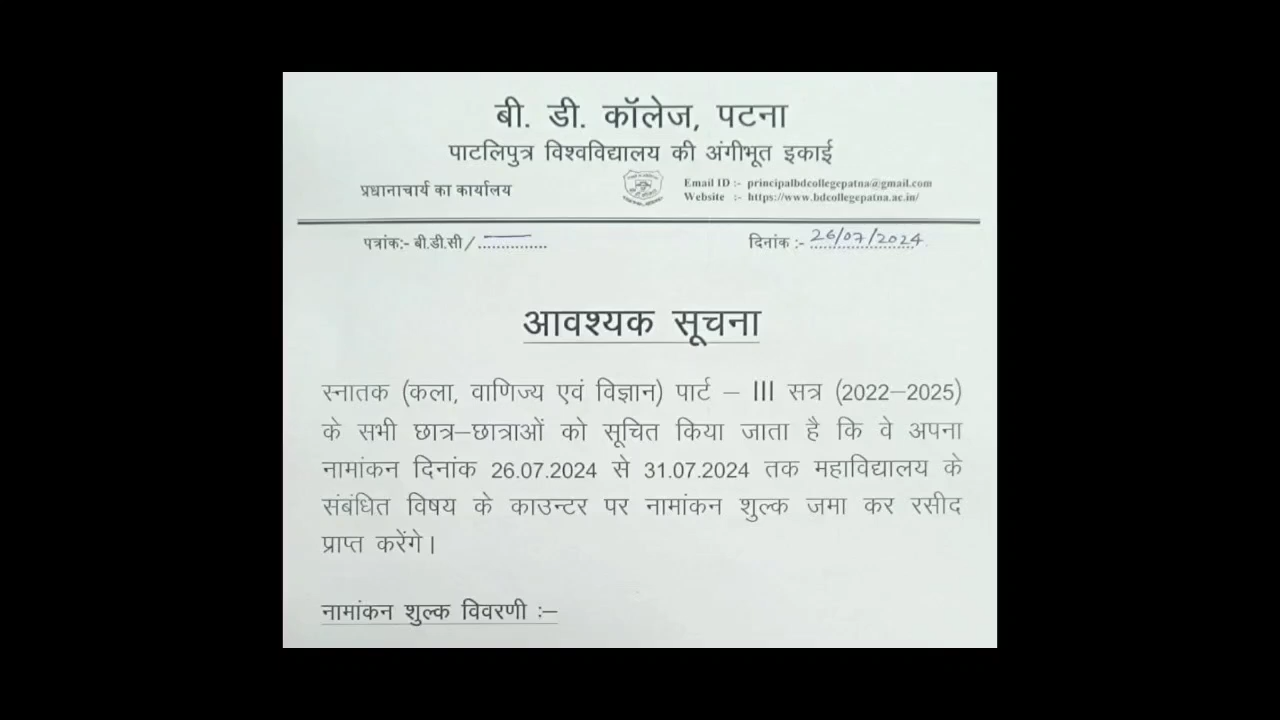 बी. डी. कॉलेज, पटना
पाटलिपुत्र विश्वविद्यालय की अंगीभूत इकाई
प्रधानाचार्य का कार्यालय
Email ID :- principalbdcollegepatna@gmail.com
Website :- https://www.bdcollegepatna.ac.in/
पत्रांक:- बी.डी.सी/ ...............
दिनांक :- 26/07/2024
आवश्यक सूचना
स्नातक (कला, वाणिज्य एवं विज्ञान) पार्ट – III सत्र (2022–2025)
के सभी छात्र–छात्राओं को सूचित किया जाता है कि वे अपना
नामांकन दिनांक 26.07.2024 से 31.07.2024 तक महाविद्यालय के
संबंधित विषय के काउन्टर पर नामांकन शुल्क जमा कर रसीद
प्राप्त करेंगे।
नामांकन शुल्क विवरणी :–